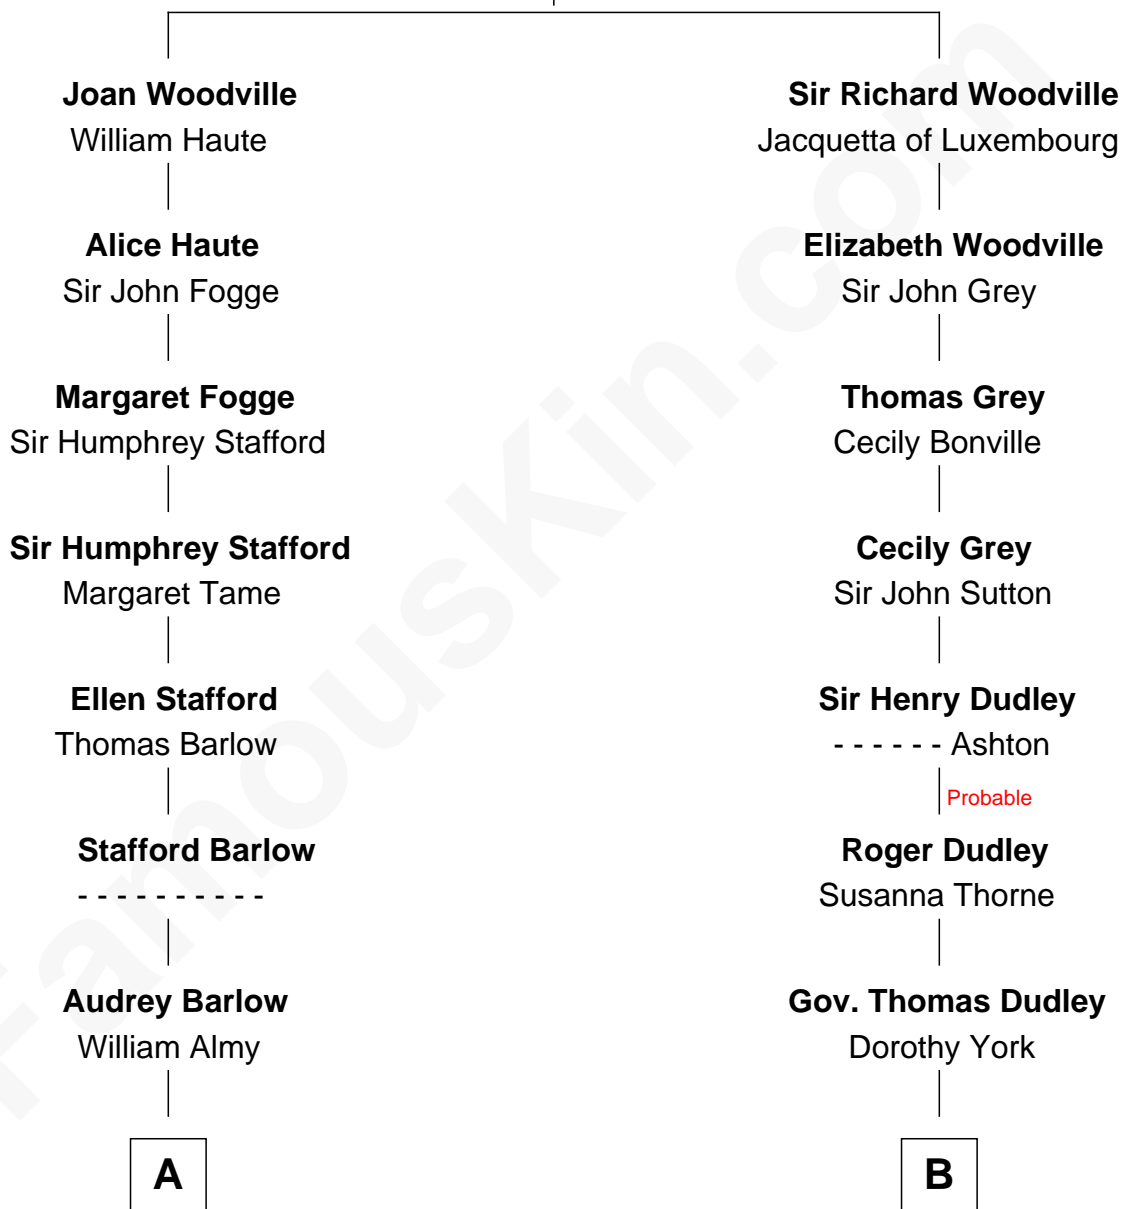 Joan Woodville
William Haute
Alice Haute
Sir John Fogge
Margaret Fogge
Sir Humphrey Stafford
Sir Humphrey Stafford
Margaret Tame
Ellen Stafford
Thomas Barlow
Stafford Barlow
- - - - - - - - - -
Audrey Barlow
William Almy
A
Sir Richard Woodville
Jacquetta of Luxembourg
Elizabeth Woodville
Sir John Grey
Thomas Grey
Cecily Bonville
Cecily Grey
Sir John Sutton
Sir Henry Dudley
- - - - - - Ashton
Probable
Roger Dudley
Susanna Thorne
Gov. Thomas Dudley
Dorothy York
B
FamousKin.com